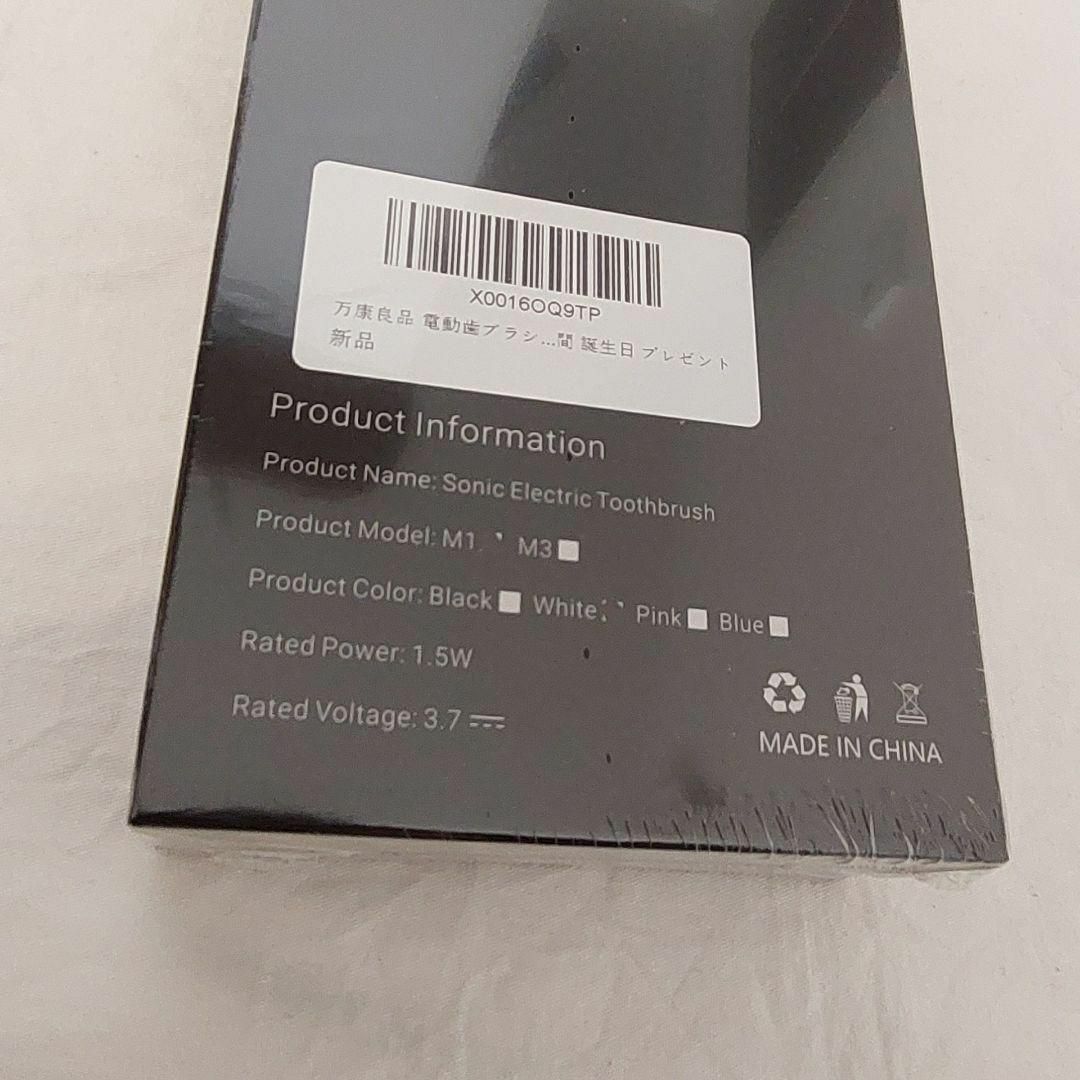 X0016OQ9TP
万康良品 電動歯ブラシ...間 誕生日 プレゼント
新品
Product Information
Product Name: Sonic Electric Toothbrush
Product Model: M1 M3
Product Color: Black White Pink Blue
Rated Power: 1.5W
Rated Voltage: 3.7
MADE IN CHINA